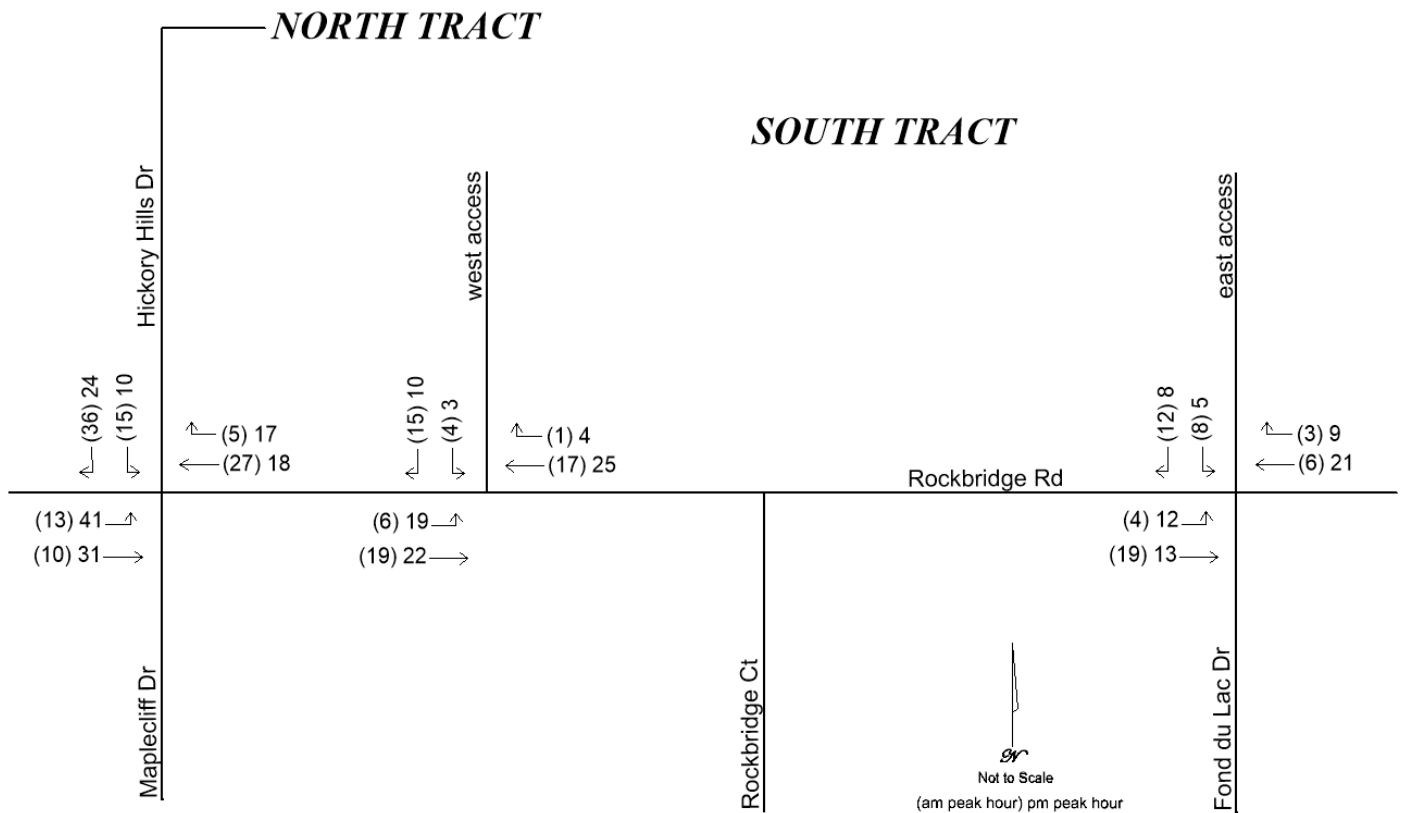 NORTH TRACT
SOUTH TRACT
Hickory Hills Dr
west access
east access
(36) 24
(15) 10
(5) 17
(27) 18
(15) 10
(4) 3
(1) 4
(17) 25
Rockbridge Rd
(12) 8
(8) 5
(3) 9
(6) 21
(13) 41
(10) 31
(6) 19
(19) 22
(4) 12
(19) 13
Maplecliff Dr
Rockbridge Ct
Fond du Lac Dr
N
Not to Scale
(am peak hour) pm peak hour